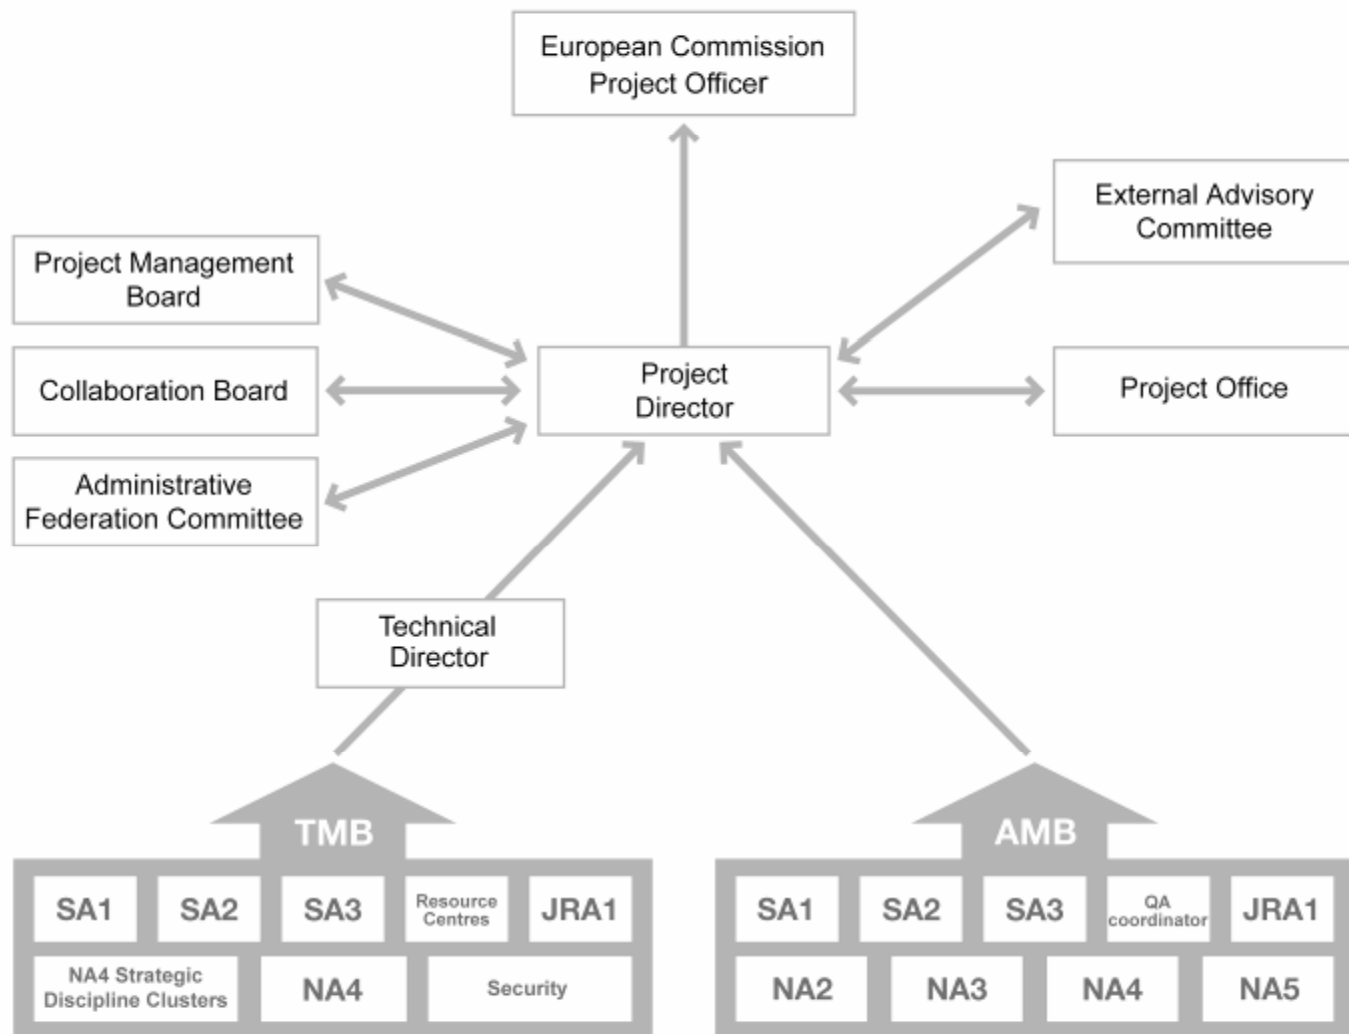 European Commission
Project Officer
External Advisory
Committee
Project Management
Board
Collaboration Board
Project
Director
Project Office
Administrative
Federation Committee
Technical
Director
TMB
SA1
SA2
SA3
Resource
Centres
JRA1
NA4 Strategic
Discipline Clusters
NA4
Security
AMB
SA1
SA2
SA3
QA
coordinator
JRA1
NA2
NA3
NA4
NA5